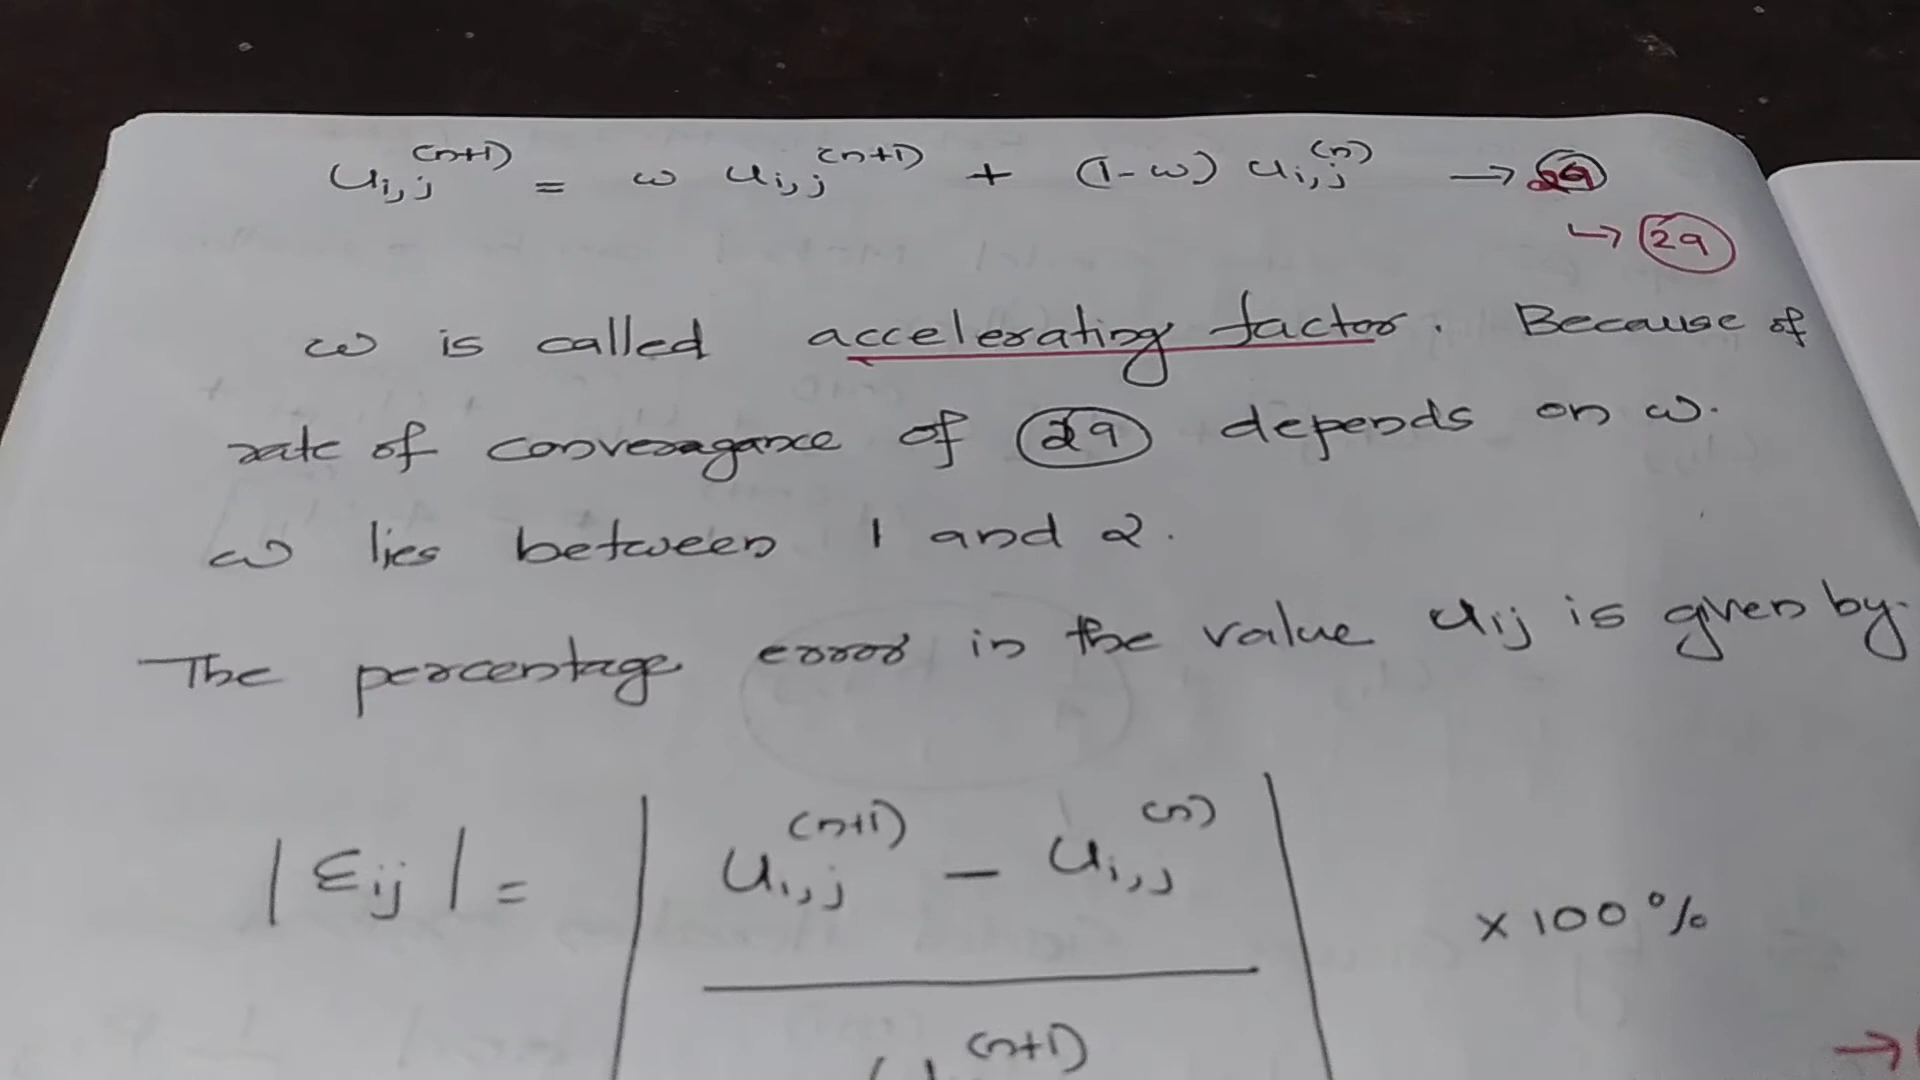 u_{i,j}^{(n+1)} = ω u_{i,j}^{(n+1)} + (1-ω) u_{i,j}^{(n)} → 29
↳ 29
ω is called accelerating factor. Because of
rate of converagance of 29 depends on ω.
ω lies between 1 and 2.
The percentage error in the value u_{ij} is given by.
|ε_{ij}| = | u_{i,j}^{(n+1)} - u_{i,j}^{(n)} | × 100 %
(n+1)
→